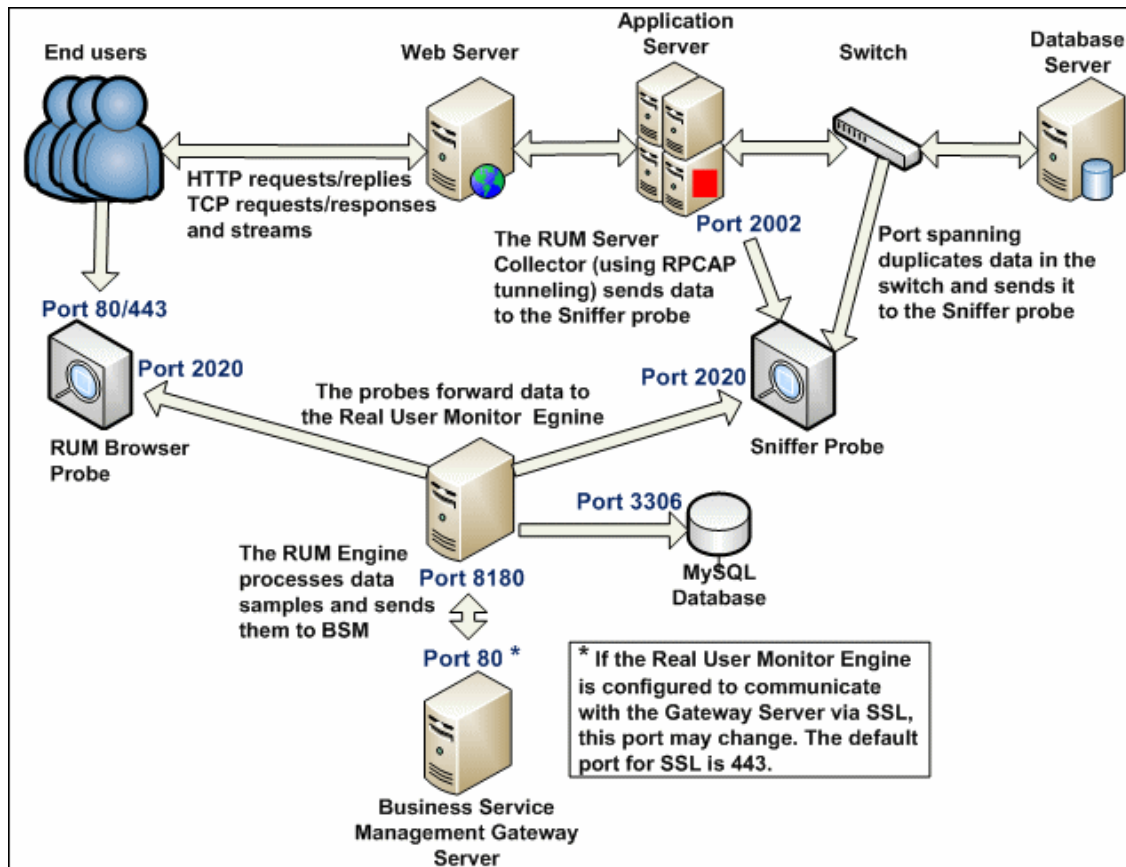 End users
Web Server
Application
Server
Switch
Database
Server
HTTP requests/replies
TCP requests/responses
and streams
Port 2002
The RUM Server
Collector (using RPCAP
tunneling) sends data
to the Sniffer probe
Port spanning
duplicates data in the
switch and sends it
to the Sniffer probe
Port 80/443
Port 2020
RUM Browser
Probe
The probes forward data to
the Real User Monitor Egnine
Port 2020
Sniffer Probe
Port 3306
MySQL
Database
The RUM Engine
processes data
samples and sends
them to BSM
Port 8180
Port 80 *
Business Service
Management Gateway
Server
* If the Real User Monitor Engine
is configured to communicate
with the Gateway Server via SSL,
this port may change. The default
port for SSL is 443.